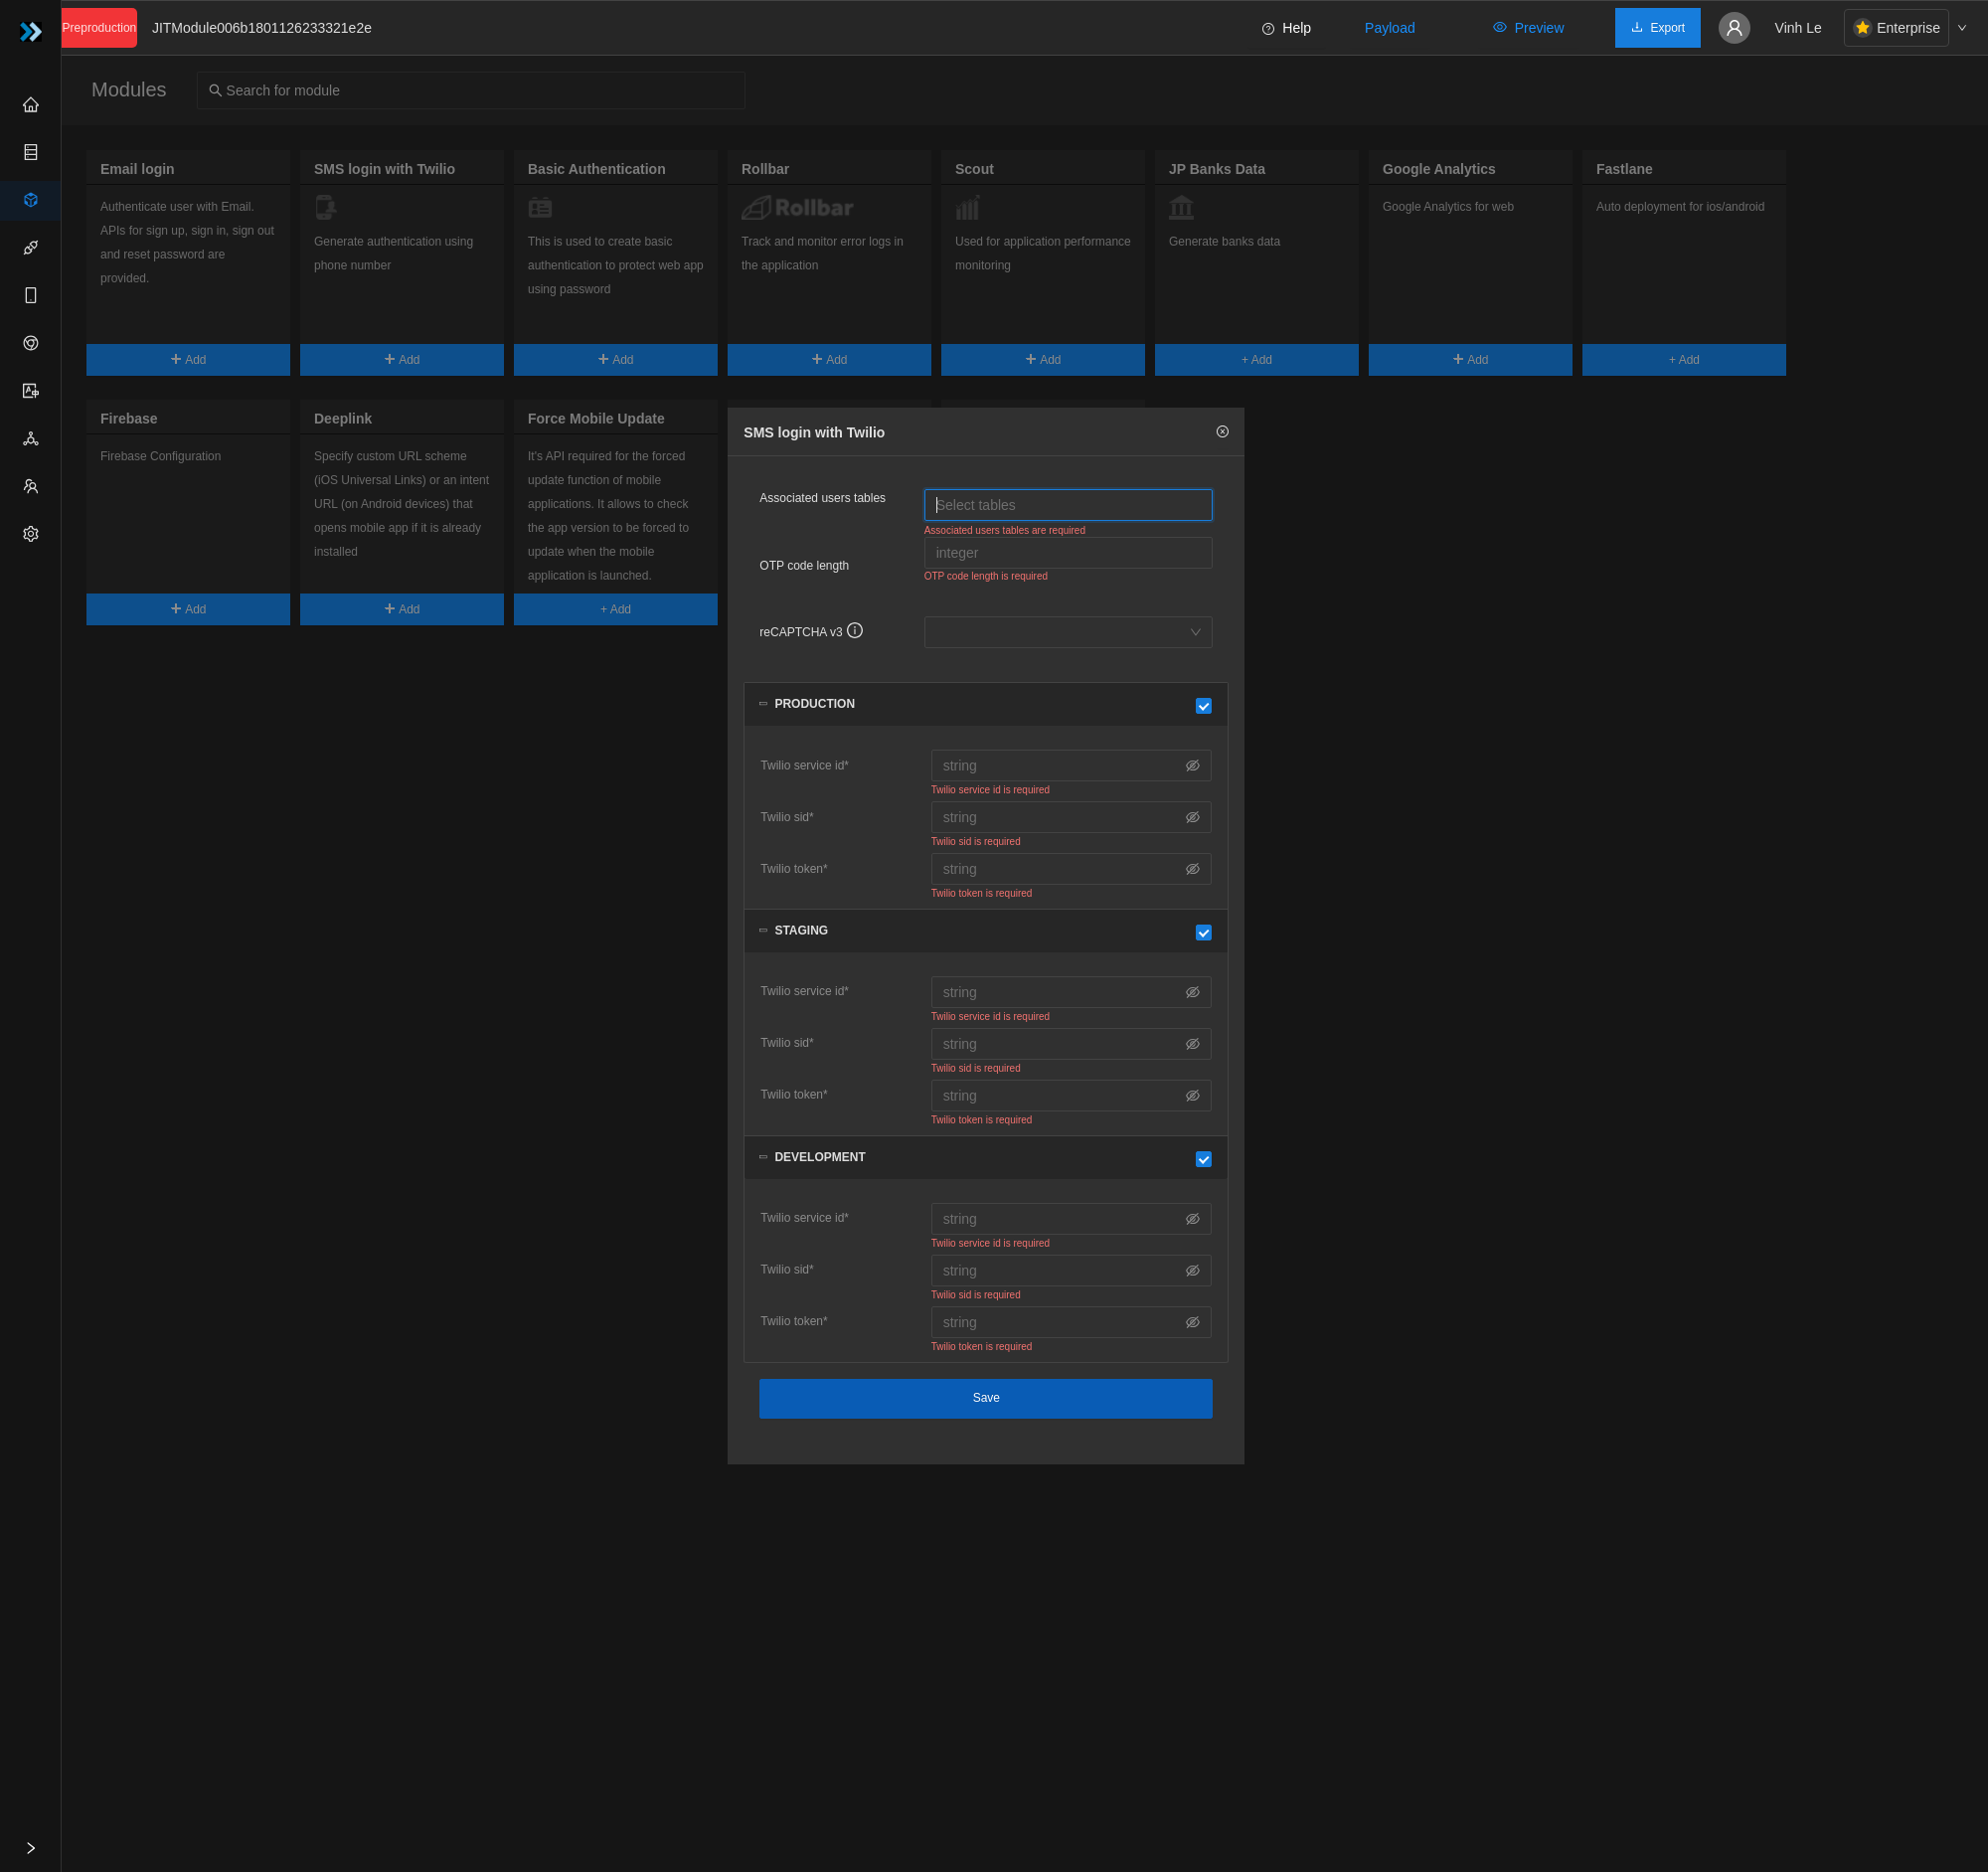 Preproduction
JITModule006b1801126233321e2e
Help
Payload
Preview
Export
Vinh Le
Enterprise
Modules
Search for module
Email login
Authenticate user with Email.
APIs for sign up, sign in, sign out
and reset password are
provided.
Add
SMS login with Twilio
Generate authentication using
phone number
Add
Basic Authentication
This is used to create basic
authentication to protect web app
using password
Add
Rollbar
Rollbar
Track and monitor error logs in
the application
Add
Scout
Used for application performance
monitoring
Add
JP Banks Data
Generate banks data
+ Add
Google Analytics
Google Analytics for web
Add
Fastlane
Auto deployment for ios/android
+ Add
Firebase
Firebase Configuration
Add
Deeplink
Specify custom URL scheme
(iOS Universal Links) or an intent
URL (on Android devices) that
opens mobile app if it is already
installed
Add
Force Mobile Update
It's API required for the forced
update function of mobile
applications. It allows to check
the app version to be forced to
update when the mobile
application is launched.
+ Add
SMS login with Twilio
Associated users tables
Select tables
Associated users tables are required
OTP code length
integer
OTP code length is required
reCAPTCHA v3
PRODUCTION
Twilio service id*
string
Twilio service id is required
Twilio sid*
string
Twilio sid is required
Twilio token*
string
Twilio token is required
STAGING
Twilio service id*
string
Twilio service id is required
Twilio sid*
string
Twilio sid is required
Twilio token*
string
Twilio token is required
DEVELOPMENT
Twilio service id*
string
Twilio service id is required
Twilio sid*
string
Twilio sid is required
Twilio token*
string
Twilio token is required
Save